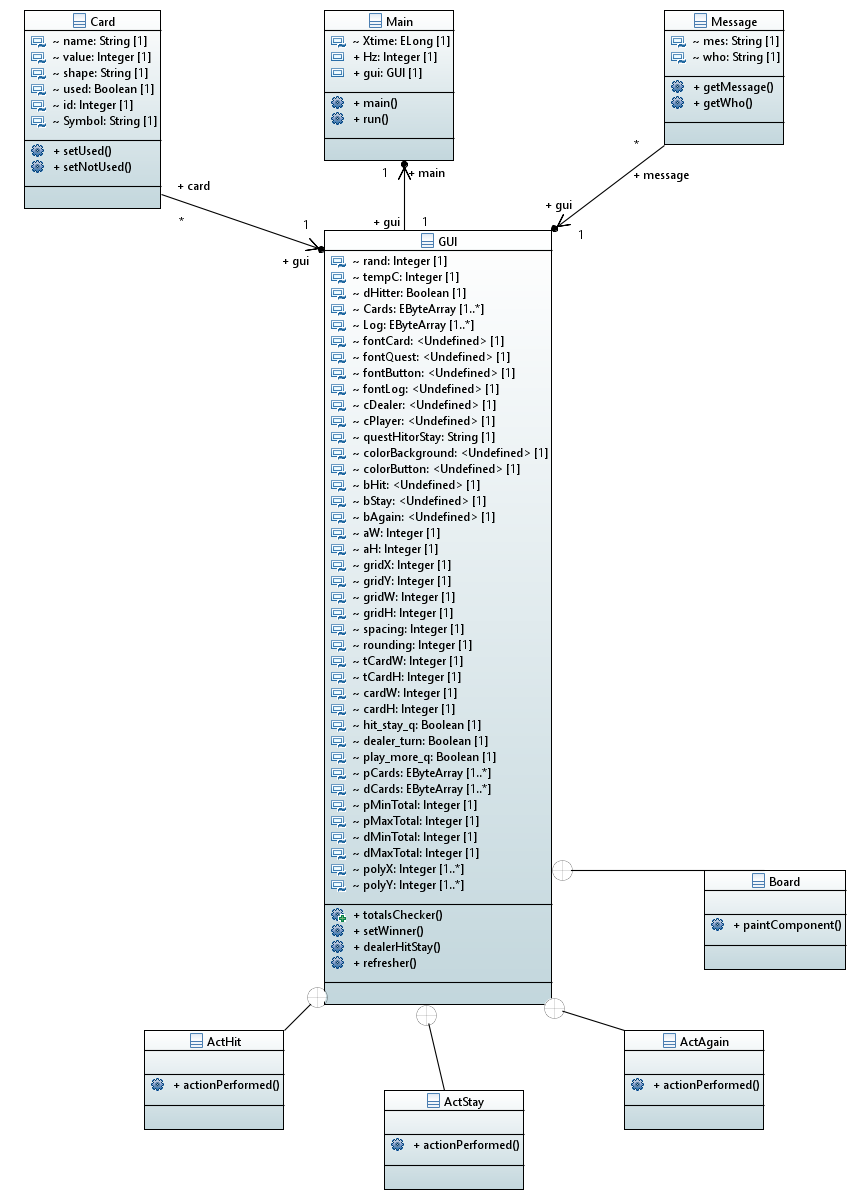 Card
~ name: String [1]
~ value: Integer [1]
~ shape: String [1]
~ used: Boolean [1]
~ id: Integer [1]
~ Symbol: String [1]
+ setUsed()
+ setNotUsed()
Main
~ Xtime: ELong [1]
+ Hz: Integer [1]
+ gui: GUI [1]
+ main()
+ run()
Message
~ mes: String [1]
~ who: String [1]
+ getMessage()
+ getWho()
+ card
*
1
+ gui
1
+ main
+ gui
1
*
+ message
+ gui
1
GUI
~ rand: Integer [1]
~ tempC: Integer [1]
~ dHitter: Boolean [1]
~ Cards: EByteArray [1..*]
~ Log: EByteArray [1..*]
~ fontCard: <Undefined> [1]
~ fontQuest: <Undefined> [1]
~ fontButton: <Undefined> [1]
~ fontLog: <Undefined> [1]
~ cDealer: <Undefined> [1]
~ cPlayer: <Undefined> [1]
~ questHitorStay: String [1]
~ colorBackground: <Undefined> [1]
~ colorButton: <Undefined> [1]
~ bHit: <Undefined> [1]
~ bStay: <Undefined> [1]
~ bAgain: <Undefined> [1]
~ aW: Integer [1]
~ aH: Integer [1]
~ gridX: Integer [1]
~ gridY: Integer [1]
~ gridW: Integer [1]
~ gridH: Integer [1]
~ spacing: Integer [1]
~ rounding: Integer [1]
~ tCardW: Integer [1]
~ tCardH: Integer [1]
~ cardW: Integer [1]
~ cardH: Integer [1]
~ hit_stay_q: Boolean [1]
~ dealer_turn: Boolean [1]
~ play_more_q: Boolean [1]
~ pCards: EByteArray [1..*]
~ dCards: EByteArray [1..*]
~ pMinTotal: Integer [1]
~ pMaxTotal: Integer [1]
~ dMinTotal: Integer [1]
~ dMaxTotal: Integer [1]
~ polyX: Integer [1..*]
~ polyY: Integer [1..*]
+ totalsChecker()
+ setWinner()
+ dealerHitStay()
+ refresher()
Board
+ paintComponent()
ActHit
+ actionPerformed()
ActStay
+ actionPerformed()
ActAgain
+ actionPerformed()